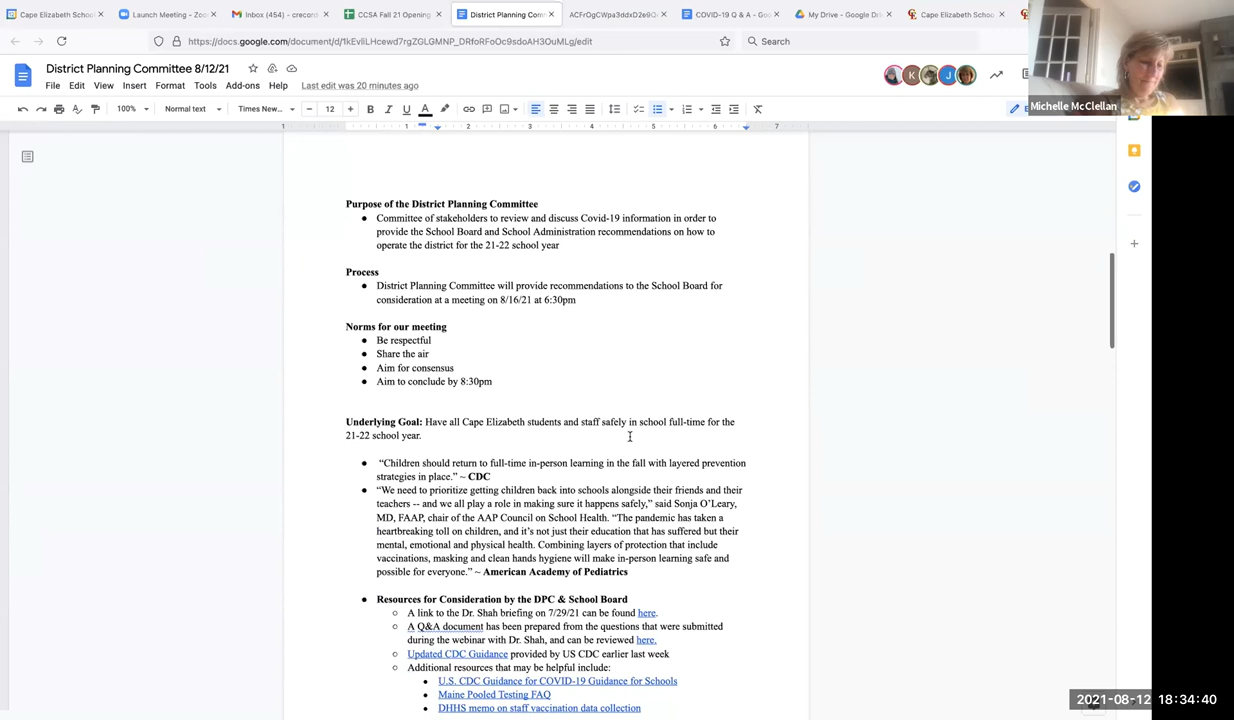 Cape Elizabeth Schoo
Launch Meeting - Zoo
Inbox (454) - crecord
CCSA Fall 21 Opening
District Planning Com
ACFrOgCWpa3ddxD2e9O
COVID-19 Q & A - Goo
My Drive - Google Dri
Cape Elizabeth Schoo
https://docs.google.com/document/d/1kEvliLHcewd7rgZGLGMNP_DRfoRFoOc9sdoAH3OuMLg/edit
Search
District Planning Committee 8/12/21
File Edit View Insert Format Tools Add-ons Help Last edit was 20 minutes ago
100% Normal text Times New... 12
Michelle McClellan
1 1 2 3 4 5 6 7
Purpose of the District Planning Committee
● Committee of stakeholders to review and discuss Covid-19 information in order to
provide the School Board and School Administration recommendations on how to
operate the district for the 21-22 school year
Process
● District Planning Committee will provide recommendations to the School Board for
consideration at a meeting on 8/16/21 at 6:30pm
Norms for our meeting
● Be respectful
● Share the air
● Aim for consensus
● Aim to conclude by 8:30pm
Underlying Goal: Have all Cape Elizabeth students and staff safely in school full-time for the
21-22 school year.
● “Children should return to full-time in-person learning in the fall with layered prevention
strategies in place.” ~ CDC
● “We need to prioritize getting children back into schools alongside their friends and their
teachers -- and we all play a role in making sure it happens safely,” said Sonja O’Leary,
MD, FAAP, chair of the AAP Council on School Health. “The pandemic has taken a
heartbreaking toll on children, and it’s not just their education that has suffered but their
mental, emotional and physical health. Combining layers of protection that include
vaccinations, masking and clean hands hygiene will make in-person learning safe and
possible for everyone.” ~ American Academy of Pediatrics
● Resources for Consideration by the DPC & School Board
○ A link to the Dr. Shah briefing on 7/29/21 can be found here.
○ A Q&A document has been prepared from the questions that were submitted
during the webinar with Dr. Shah, and can be reviewed here.
○ Updated CDC Guidance provided by US CDC earlier last week
○ Additional resources that may be helpful include:
● U.S. CDC Guidance for COVID-19 Guidance for Schools
● Maine Pooled Testing FAQ
● DHHS memo on staff vaccination data collection
2021-08-12 18:34:40